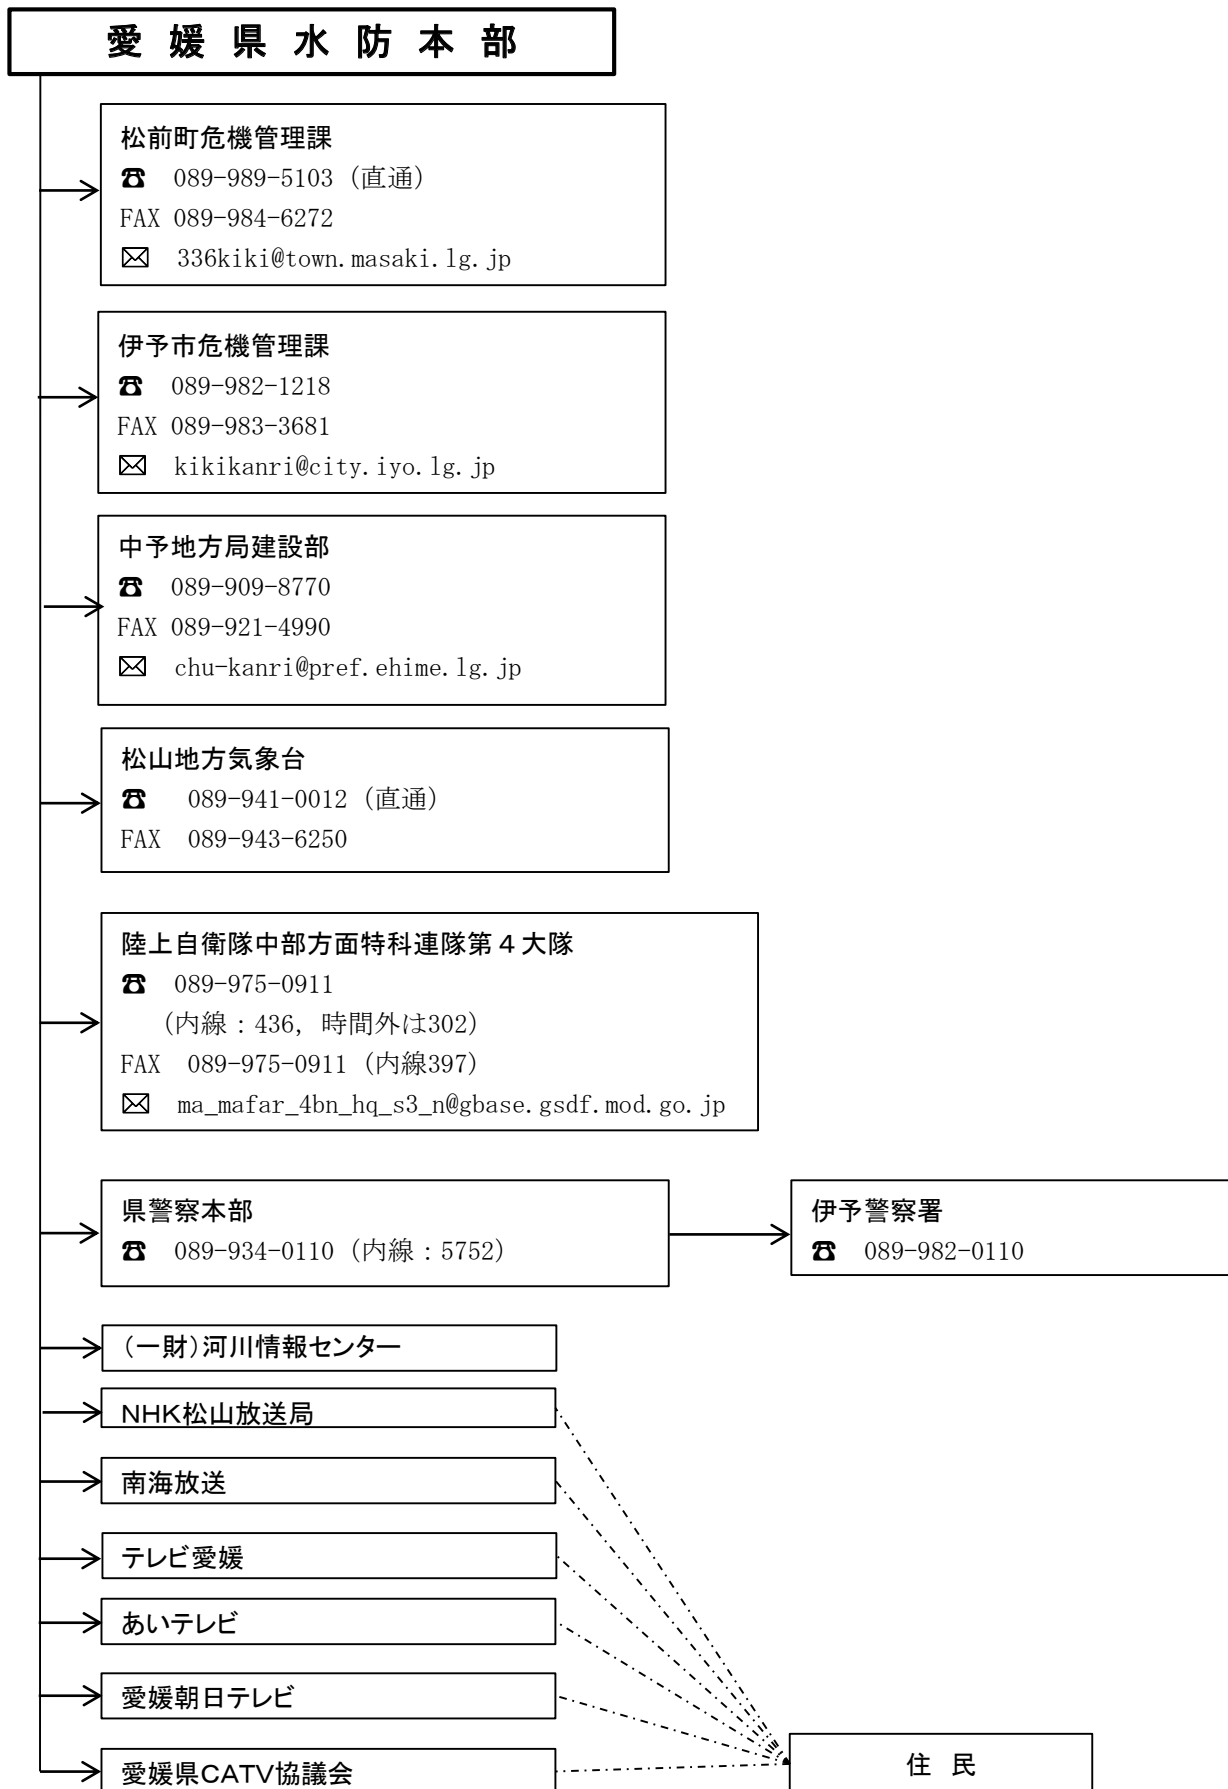 愛媛県水防本部
松前町危機管理課
☎ 089-989-5103（直通）
FAX 089-984-6272
✉ 336kiki@town.masaki.lg.jp
伊予市危機管理課
☎ 089-982-1218
FAX 089-983-3681
✉ kikikanri@city.iyo.lg.jp
中予地方局建設部
☎ 089-909-8770
FAX 089-921-4990
✉ chu-kanri@pref.ehime.lg.jp
松山地方気象台
☎ 089-941-0012（直通）
FAX 089-943-6250
陸上自衛隊中部方面特科連隊第４大隊
☎ 089-975-0911
（内線：436，時間外は302）
FAX 089-975-0911（内線397）
✉ ma_mafar_4bn_hq_s3_n@gbase.gsdf.mod.go.jp
県警察本部
☎ 089-934-0110（内線：5752）
伊予警察署
☎ 089-982-0110
（一財）河川情報センター
NHK松山放送局
南海放送
テレビ愛媛
あいテレビ
愛媛朝日テレビ
愛媛県CATV協議会
住民